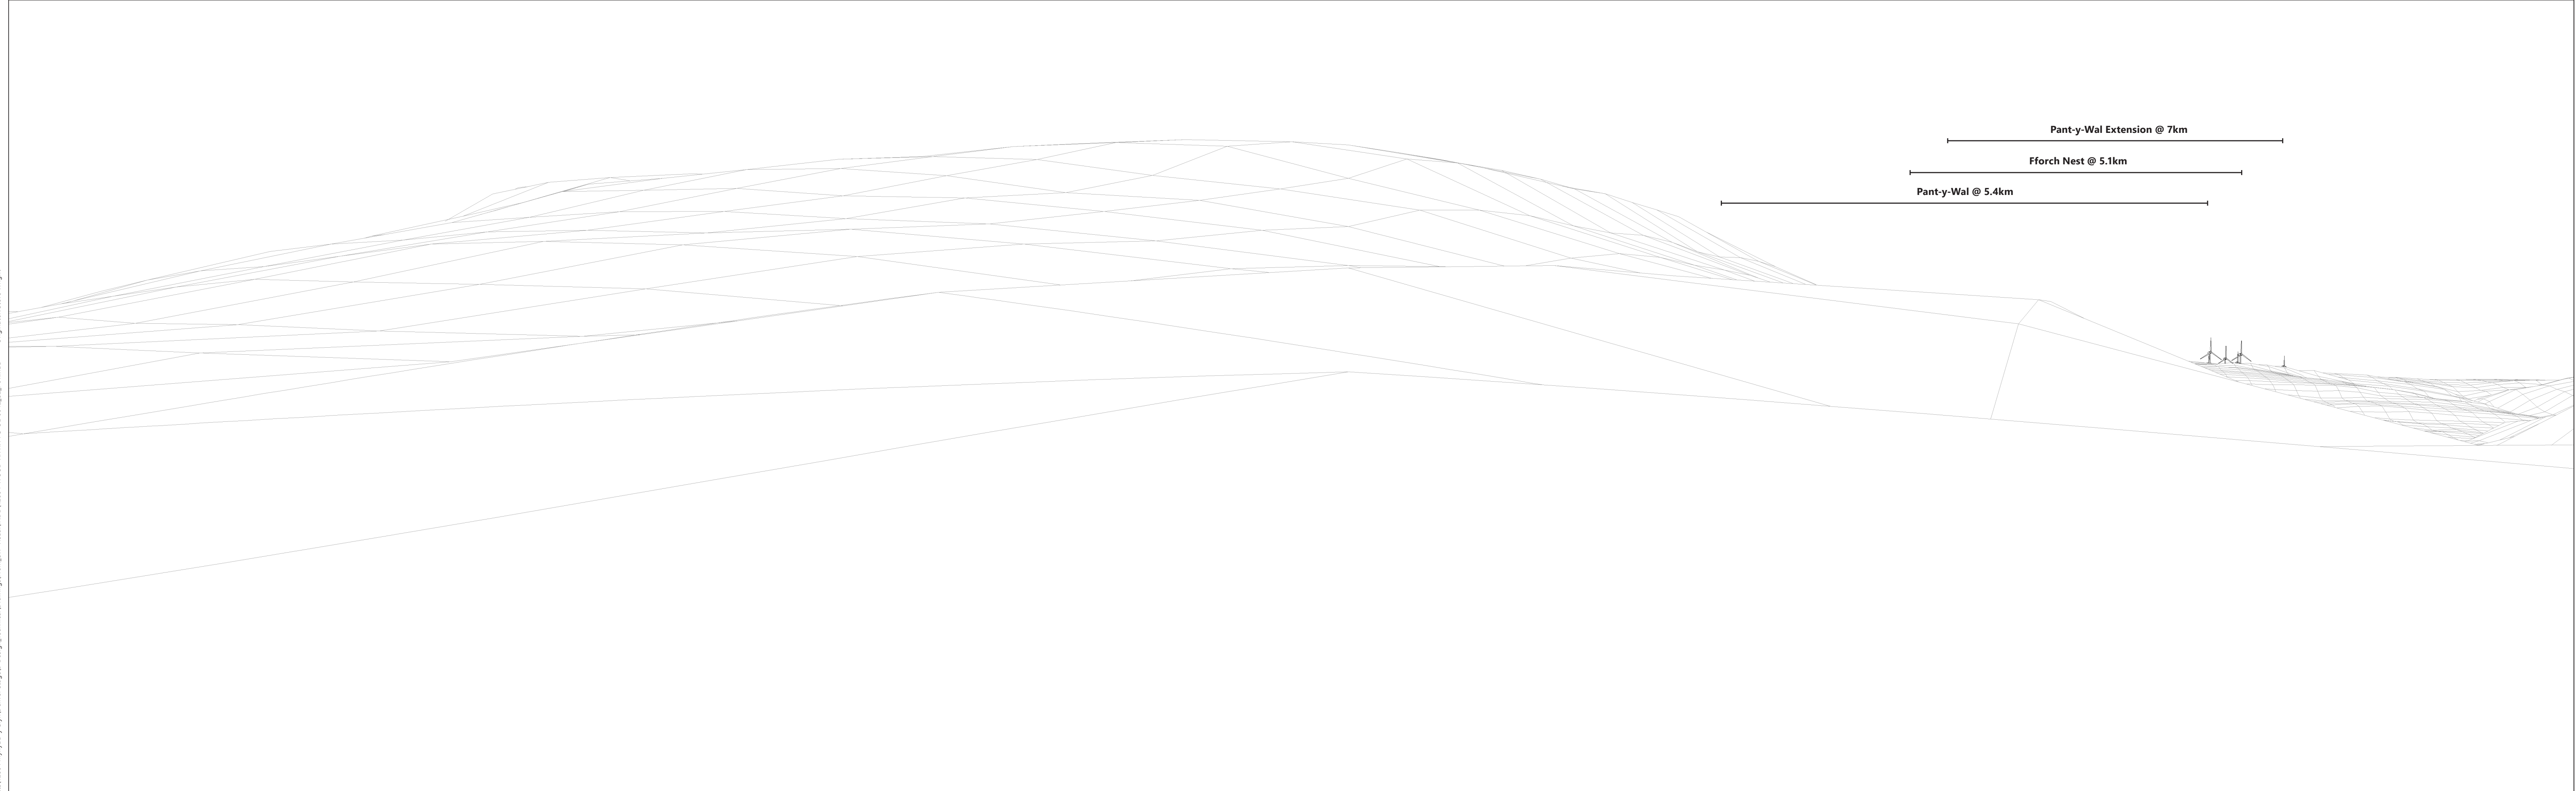 Pant-y-Wal Extension @ 7km
Fforch Nest @ 5.1km
Pant-y-Wal @ 5.4km